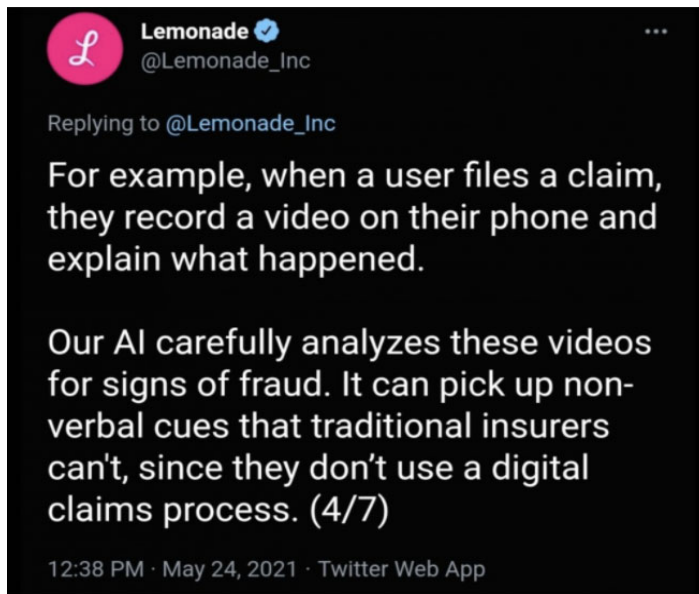 Lemonade
@Lemonade_Inc
Replying to @Lemonade_Inc
For example, when a user files a claim,
they record a video on their phone and
explain what happened.
Our AI carefully analyzes these videos
for signs of fraud. It can pick up non-
verbal cues that traditional insurers
can't, since they don’t use a digital
claims process. (4/7)
12:38 PM · May 24, 2021 · Twitter Web App